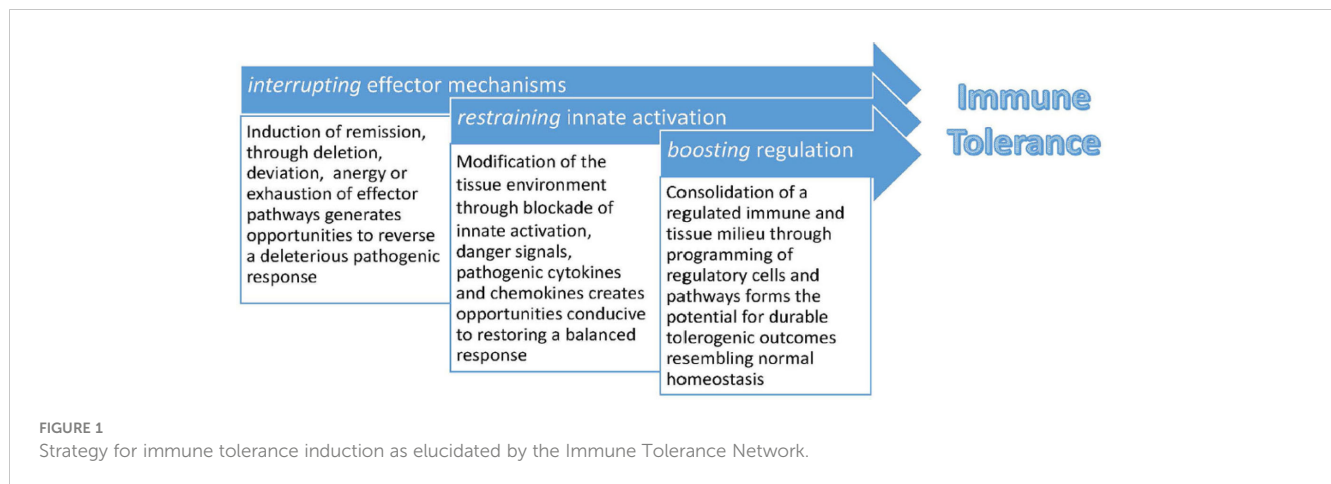 interrupting effector mechanisms
Induction of remission,
through deletion,
deviation, anergy or
exhaustion of effector
pathways generates
opportunities to reverse
a deleterious pathogenic
response
restraining innate activation
Modification of the
tissue environment
through blockade of
innate activation,
danger signals,
pathogenic cytokines
and chemokines creates
opportunities conducive
to restoring a balanced
response
boosting regulation
Consolidation of a
regulated immune and
tissue milieu through
programming of
regulatory cells and
pathways forms the
potential for durable
tolerogenic outcomes
resembling normal
homeostasis
Immune
Tolerance
FIGURE 1
Strategy for immune tolerance induction as elucidated by the Immune Tolerance Network.